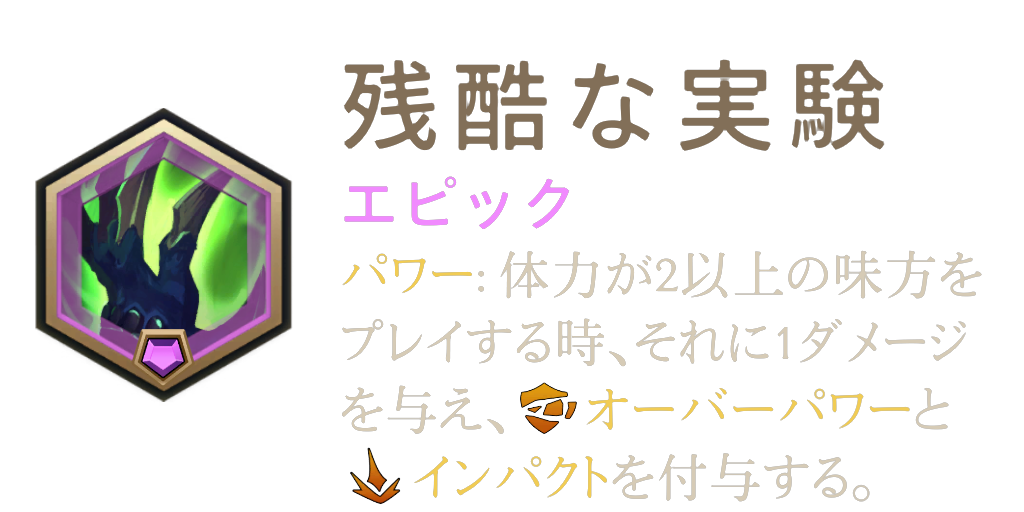 残酷な実験
エピック
パワー: 体力が2以上の味方を
プレイする時、それに1ダメージ
を与え、オーバーパワーと
インパクトを付与する。